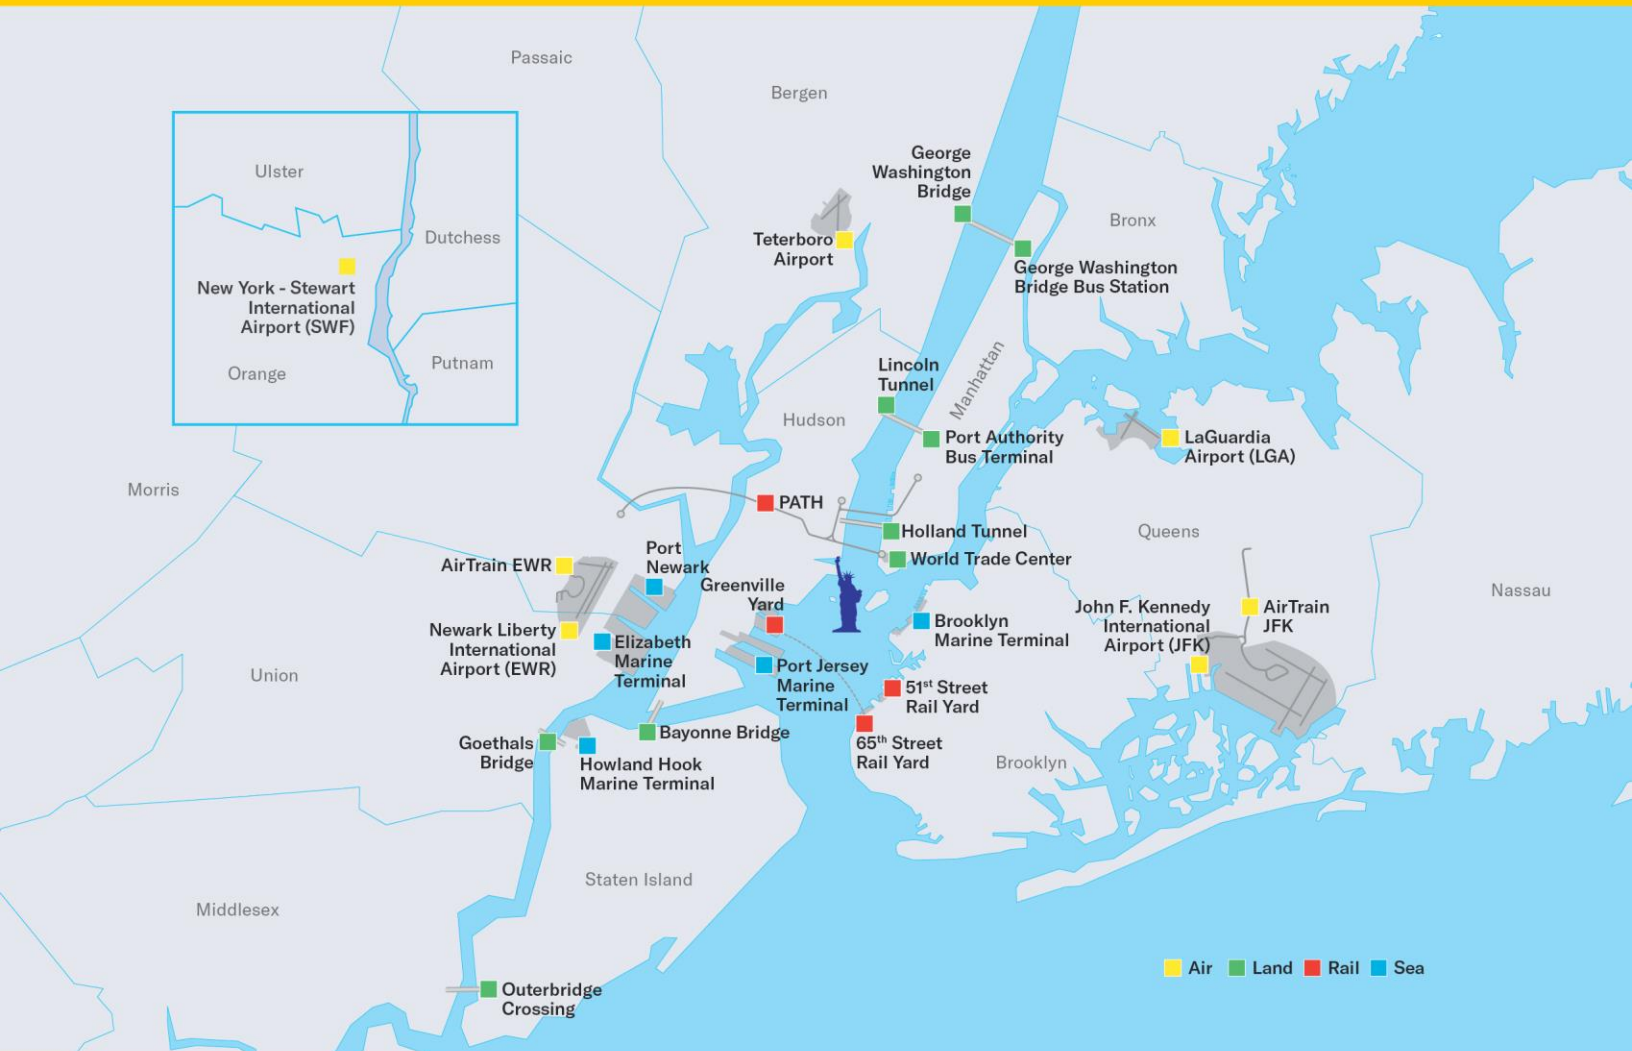 Passaic
Bergen
Ulster
Dutchess
New York - Stewart
International
Airport (SWF)
Orange
Putnam
George
Washington
Bridge
Bronx
Teterboro
Airport
George Washington
Bridge Bus Station
Manhattan
Lincoln
Tunnel
Hudson
Port Authority
Bus Terminal
LaGuardia
Airport (LGA)
Morris
PATH
Holland Tunnel
Queens
World Trade Center
AirTrain EWR
Port
Newark
Greenville
Yard
Nassau
John F. Kennedy
International
Airport (JFK)
AirTrain
JFK
Brooklyn
Marine Terminal
Newark Liberty
International
Airport (EWR)
Elizabeth
Marine
Terminal
Union
Port Jersey
Marine
Terminal
51st Street
Rail Yard
65th Street
Rail Yard
Bayonne Bridge
Goethals
Bridge
Howland Hook
Marine Terminal
Brooklyn
Staten Island
Middlesex
Outerbridge
Crossing
Air Land Rail Sea